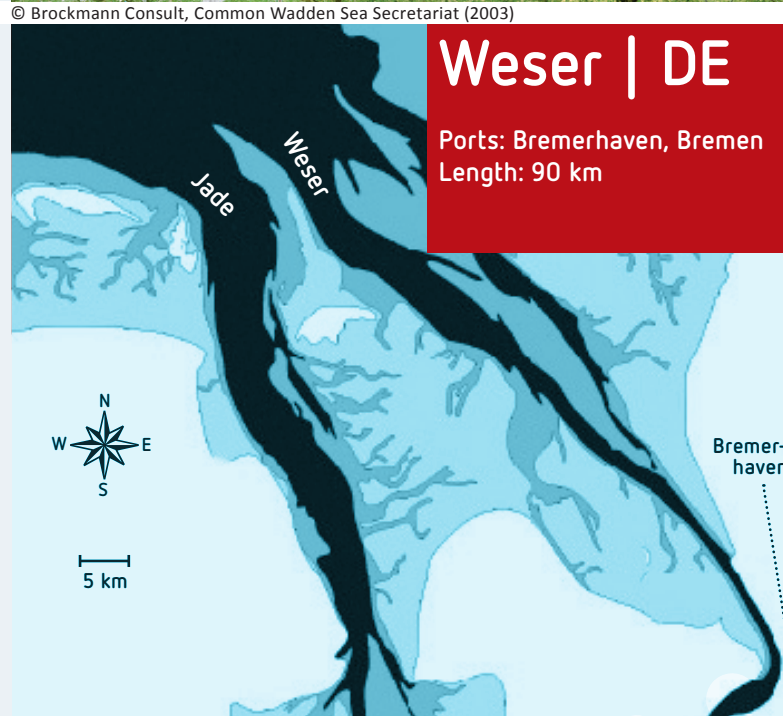 © Brockmann Consult, Common Wadden Sea Secretariat (2003)
Weser | DE
Ports: Bremerhaven, Bremen
Length: 90 km
Weser
Jade
N
W E
S
5 km
Bremer-
haven